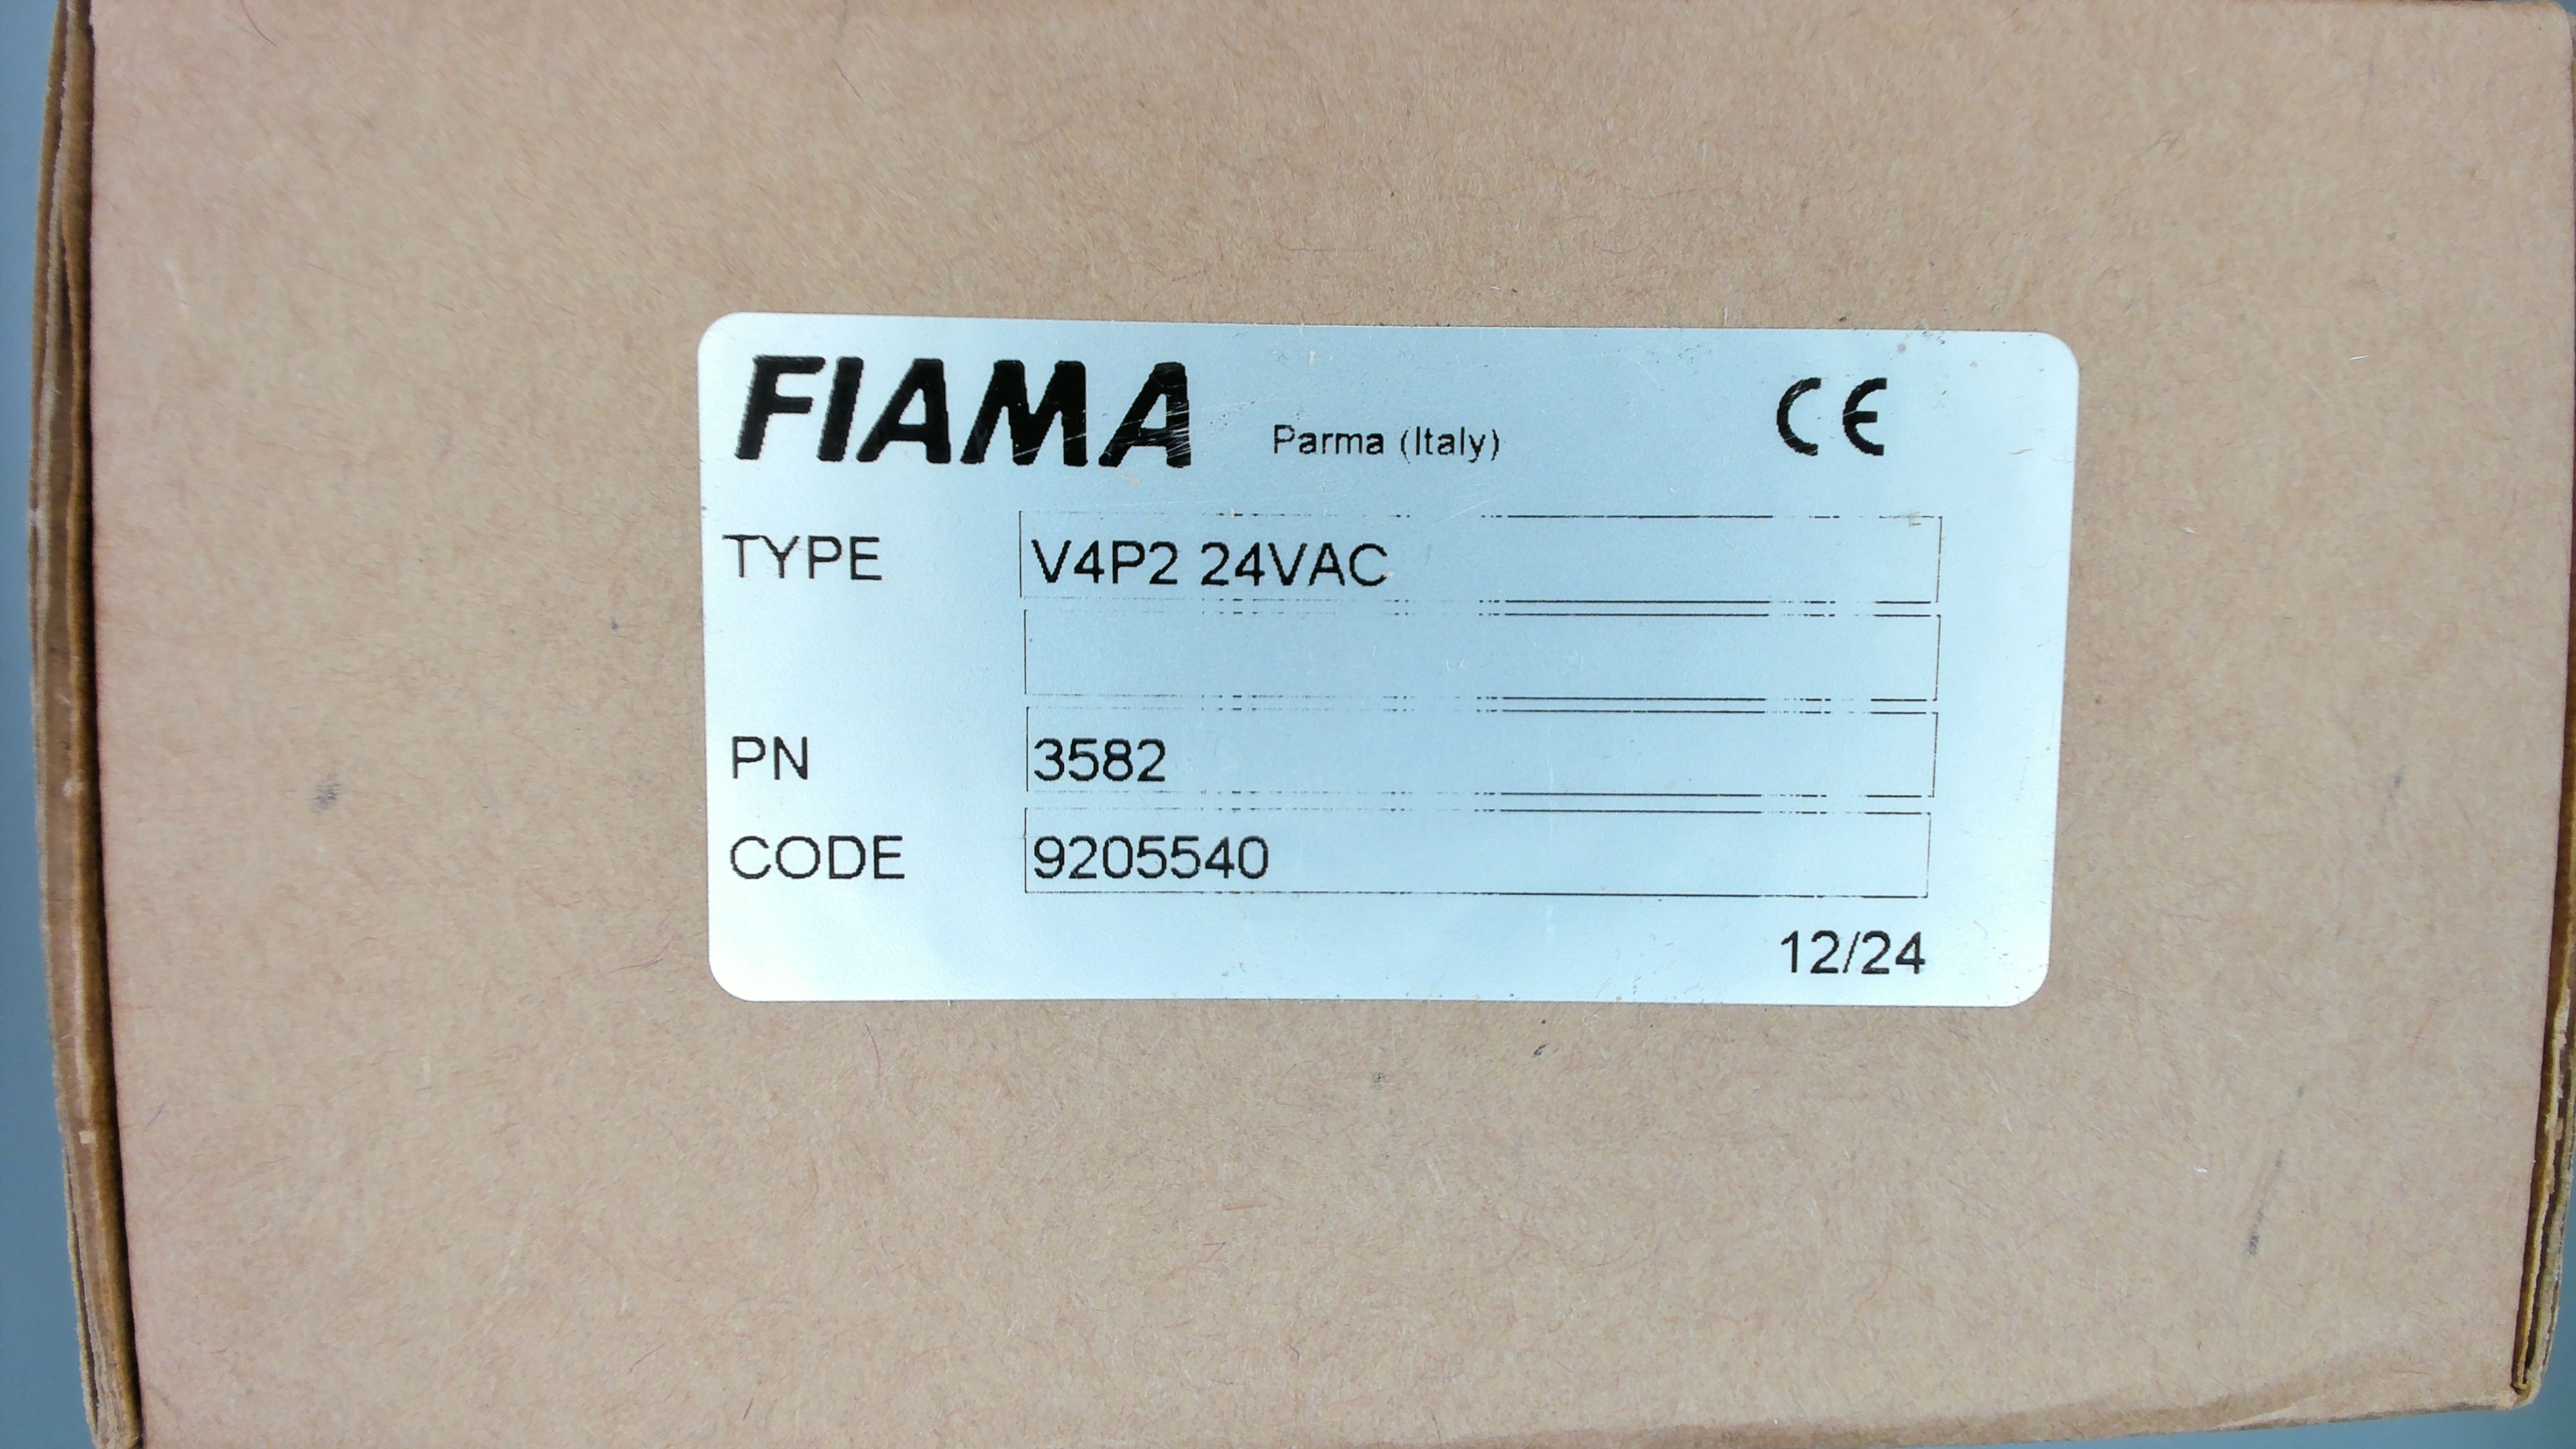 FIAMA Parma (Italy) CE
TYPE V4P2 24VAC
PN 3582
CODE 9205540
12/24